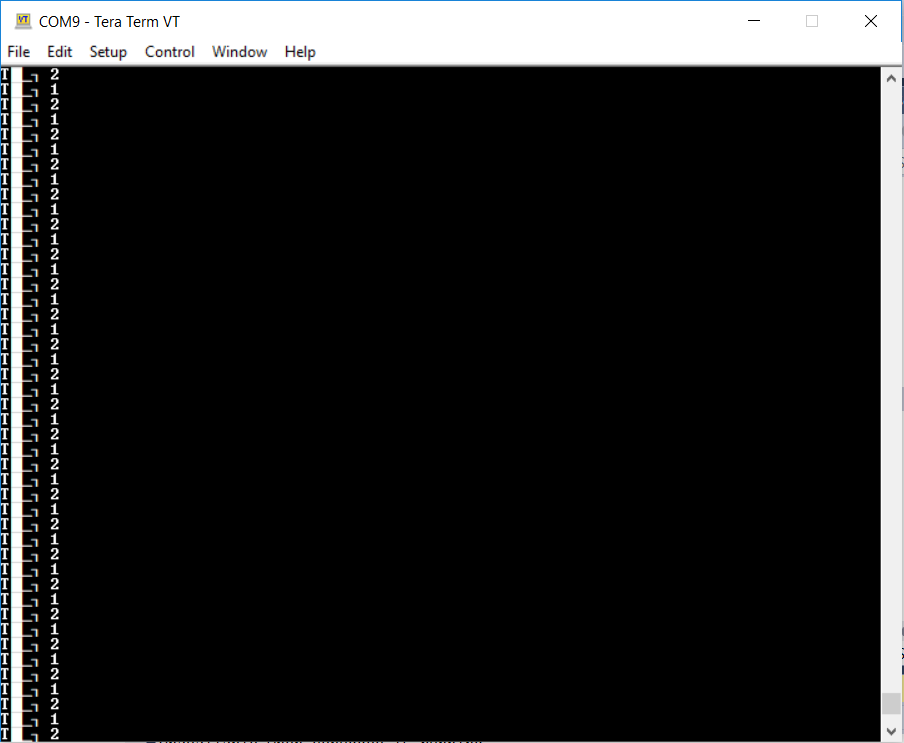 COM9 - Tera Term VT
File Edit Setup Control Window Help
T█_┐ 2
T█_┐ 1
T█_┐ 2
T█_┐ 1
T█_┐ 2
T█_┐ 1
T█_┐ 2
T█_┐ 1
T█_┐ 2
T█_┐ 1
T█_┐ 2
T█_┐ 1
T█_┐ 2
T█_┐ 1
T█_┐ 2
T█_┐ 1
T█_┐ 2
T█_┐ 1
T█_┐ 2
T█_┐ 1
T█_┐ 2
T█_┐ 1
T█_┐ 2
T█_┐ 1
T█_┐ 2
T█_┐ 1
T█_┐ 2
T█_┐ 1
T█_┐ 2
T█_┐ 1
T█_┐ 2
T█_┐ 1
T█_┐ 2
T█_┐ 1
T█_┐ 2
T█_┐ 1
T█_┐ 2
T█_┐ 1
T█_┐ 2
T█_┐ 1
T█_┐ 2
T█_┐ 1
T█_┐ 2
T█_┐ 1
T█_┐ 2